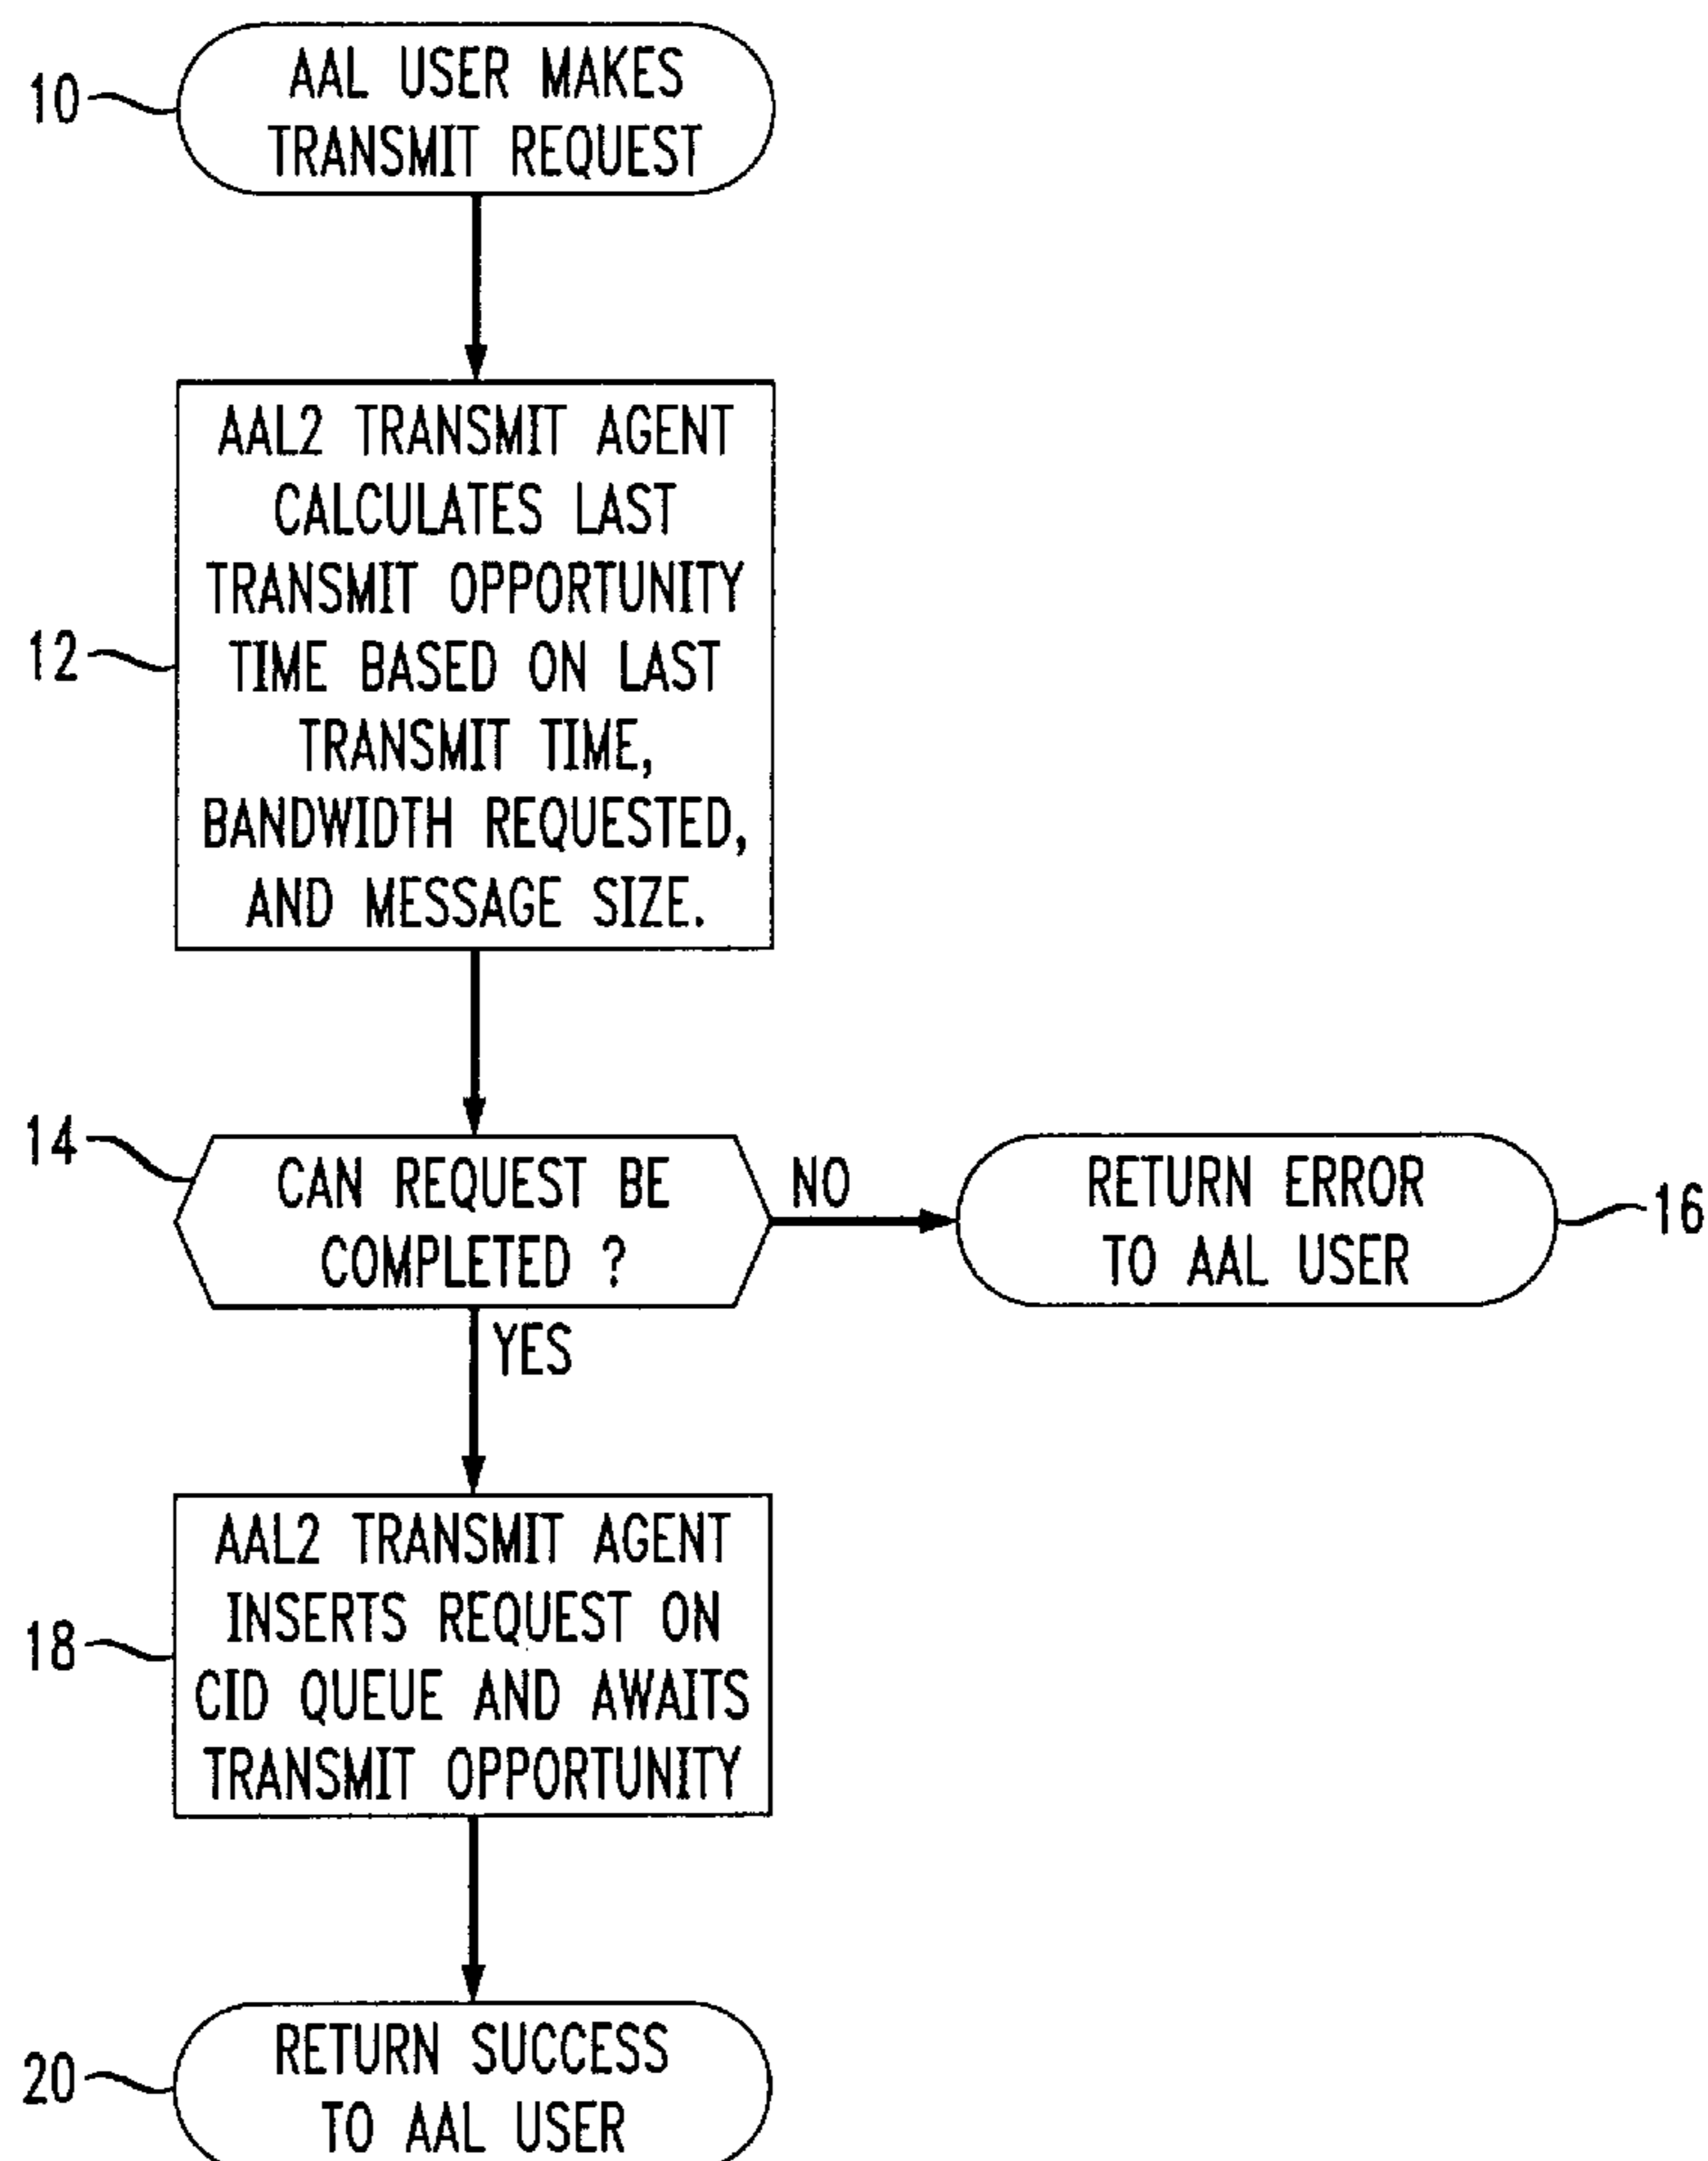 10
AAL USER MAKES
TRANSMIT REQUEST
12
AAL2 TRANSMIT AGENT
CALCULATES LAST
TRANSMIT OPPORTUNITY
TIME BASED ON LAST
TRANSMIT TIME,
BANDWIDTH REQUESTED,
AND MESSAGE SIZE.
14
CAN REQUEST BE
COMPLETED ?
NO
RETURN ERROR
TO AAL USER
16
YES
18
AAL2 TRANSMIT AGENT
INSERTS REQUEST ON
CID QUEUE AND AWAITS
TRANSMIT OPPORTUNITY
20
RETURN SUCCESS
TO AAL USER